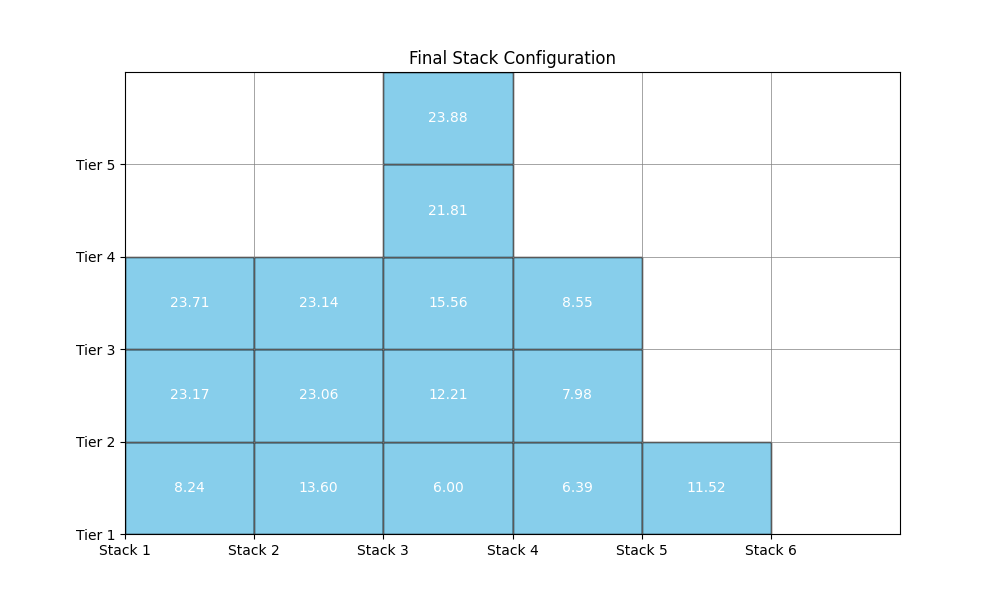 Final Stack Configuration
23.88
Tier 5
21.81
Tier 4
23.71 23.14 15.56 8.55
Tier 3
23.17 23.06 12.21 7.98
Tier 2
8.24 13.60 6.00 6.39 11.52
Tier 1
Stack 1 Stack 2 Stack 3 Stack 4 Stack 5 Stack 6